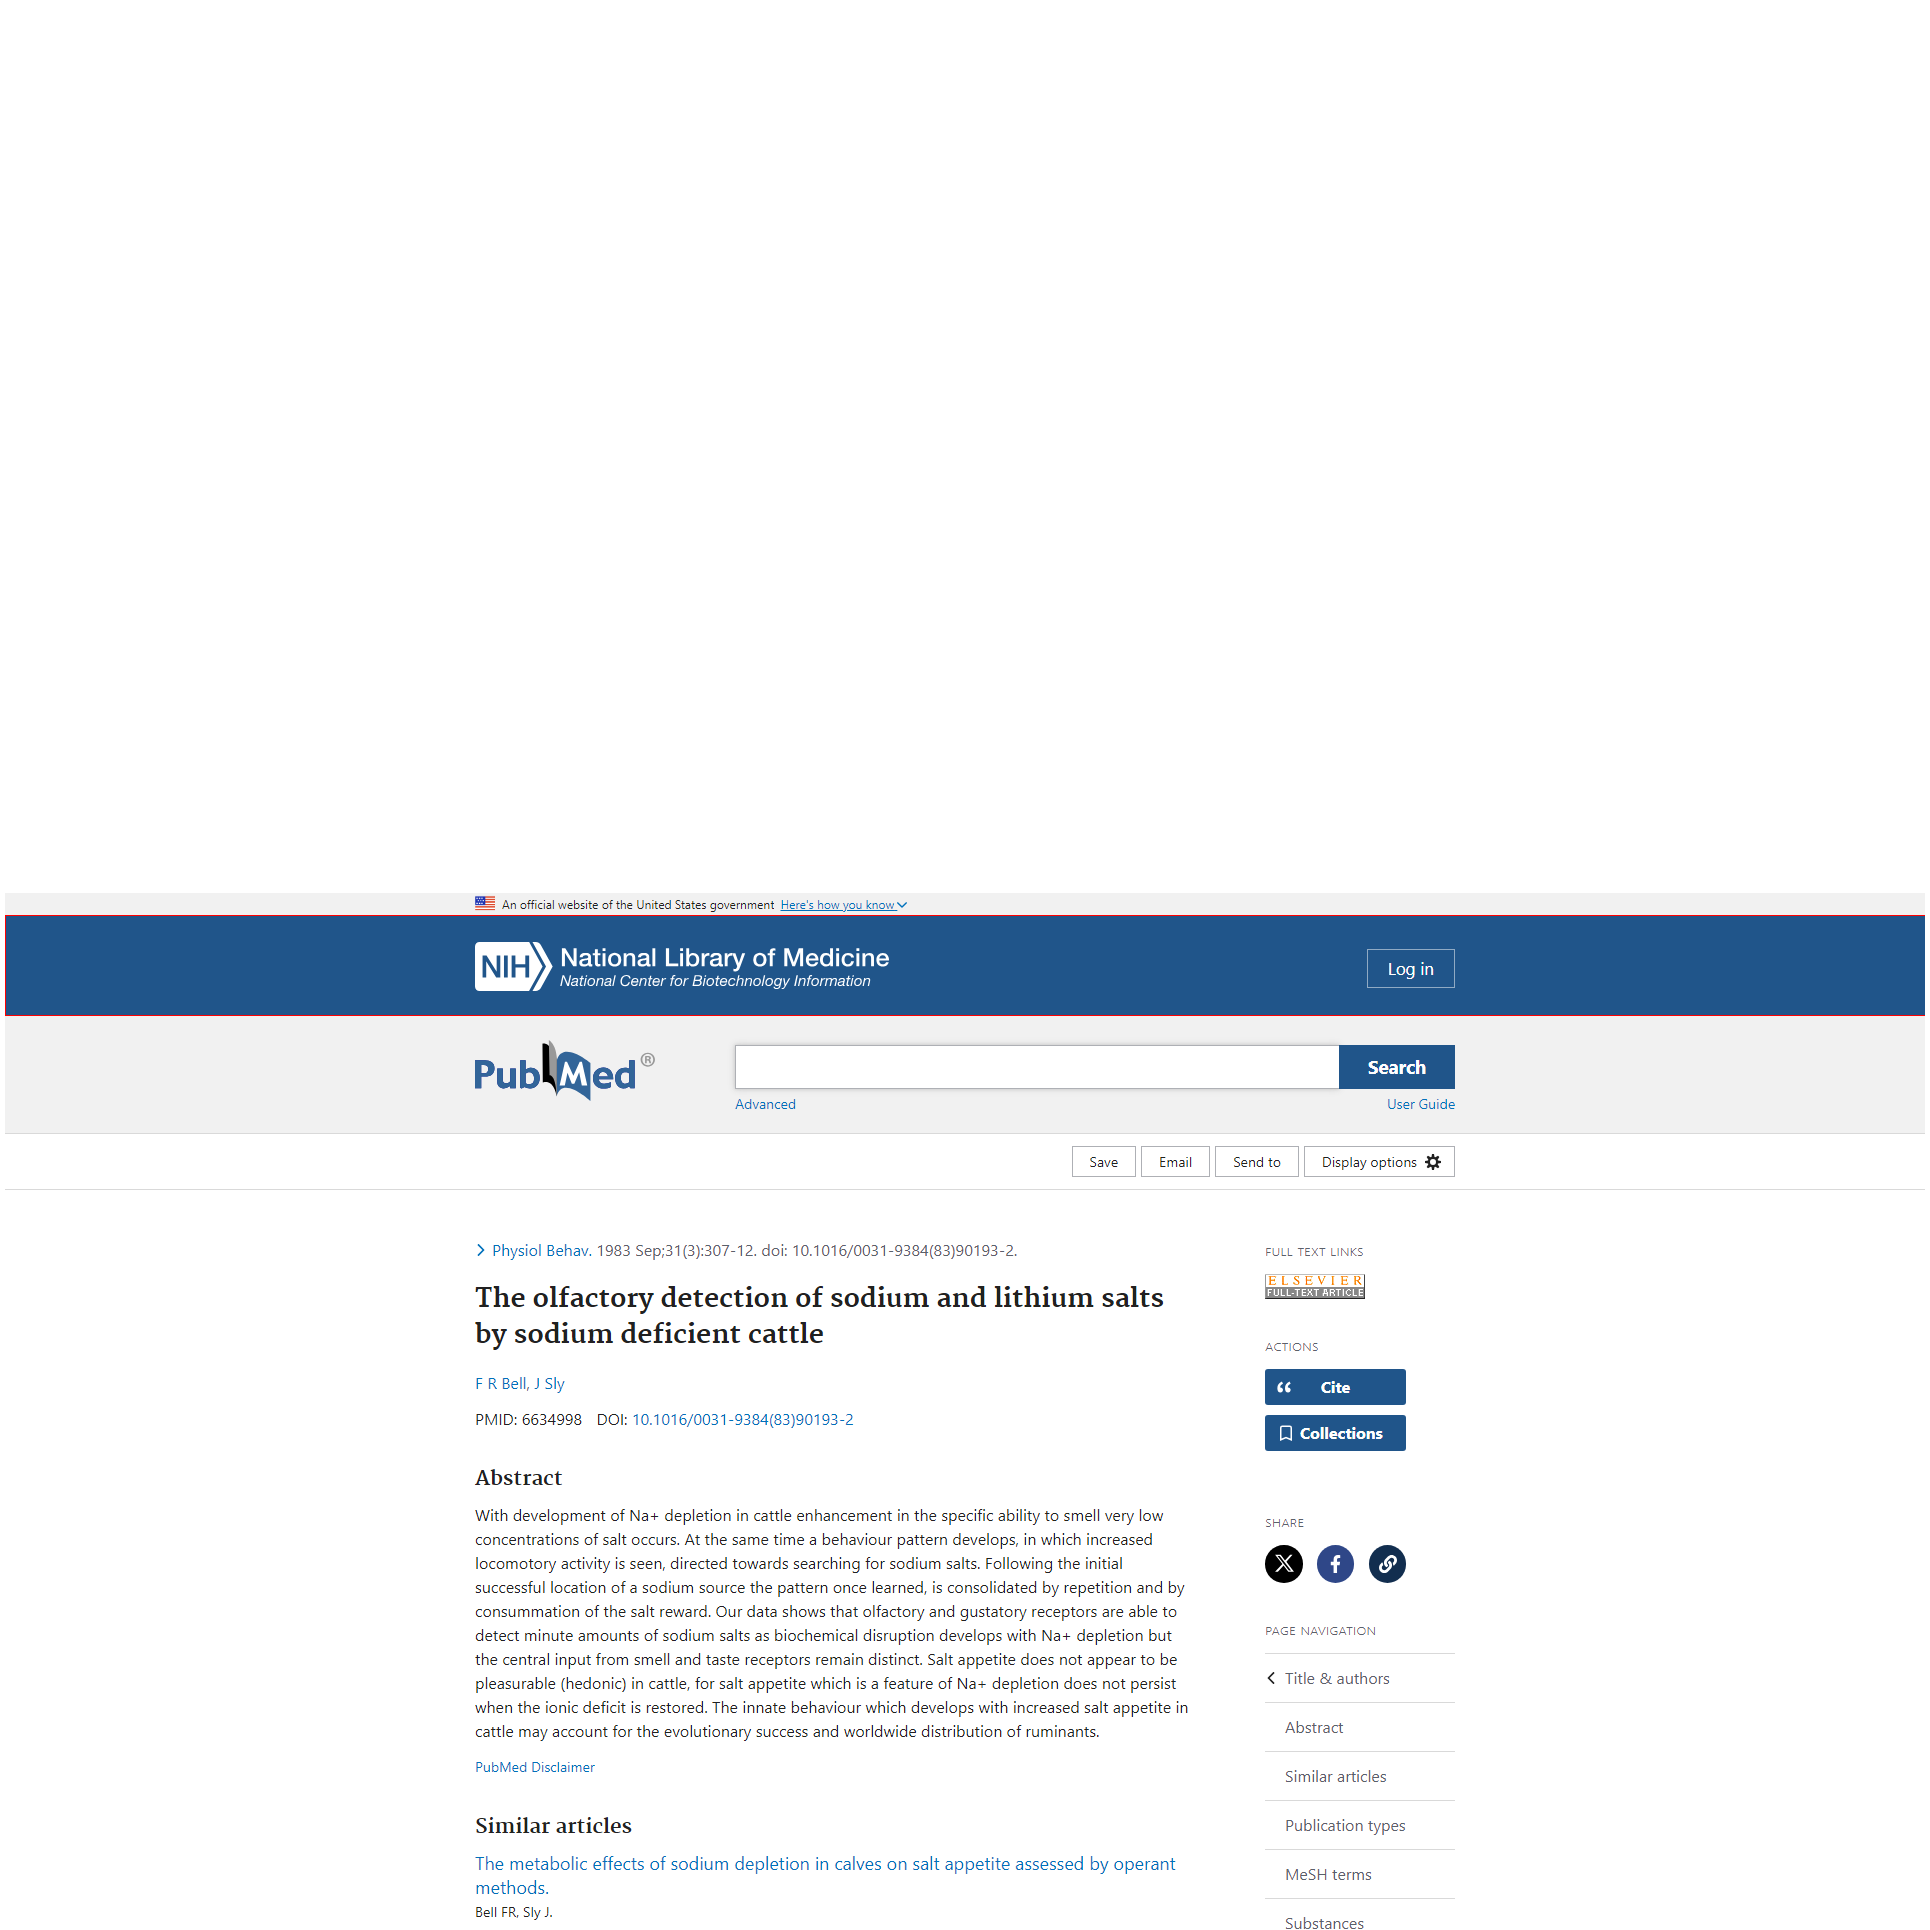 An official website of the United States government Here's how you know
NIH National Library of Medicine
National Center for Biotechnology Information
Log in
PubMed®
Search
Advanced
User Guide
Save
Email
Send to
Display options
Physiol Behav. 1983 Sep;31(3):307-12. doi: 10.1016/0031-9384(83)90193-2.
The olfactory detection of sodium and lithium salts
by sodium deficient cattle
F R Bell, J Sly
PMID: 6634998 DOI: 10.1016/0031-9384(83)90193-2
Abstract
With development of Na+ depletion in cattle enhancement in the specific ability to smell very low
concentrations of salt occurs. At the same time a behaviour pattern develops, in which increased
locomotory activity is seen, directed towards searching for sodium salts. Following the initial
successful location of a sodium source the pattern once learned, is consolidated by repetition and by
consummation of the salt reward. Our data shows that olfactory and gustatory receptors are able to
detect minute amounts of sodium salts as biochemical disruption develops with Na+ depletion but
the central input from smell and taste receptors remain distinct. Salt appetite does not appear to be
pleasurable (hedonic) in cattle, for salt appetite which is a feature of Na+ depletion does not persist
when the ionic deficit is restored. The innate behaviour which develops with increased salt appetite in
cattle may account for the evolutionary success and worldwide distribution of ruminants.
PubMed Disclaimer
Similar articles
The metabolic effects of sodium depletion in calves on salt appetite assessed by operant
methods.
Bell FR, Sly J.
FULL TEXT LINKS
ELSEVIER
FULL-TEXT ARTICLE
ACTIONS
Cite
Collections
SHARE
PAGE NAVIGATION
Title & authors
Abstract
Similar articles
Publication types
MeSH terms
Substances